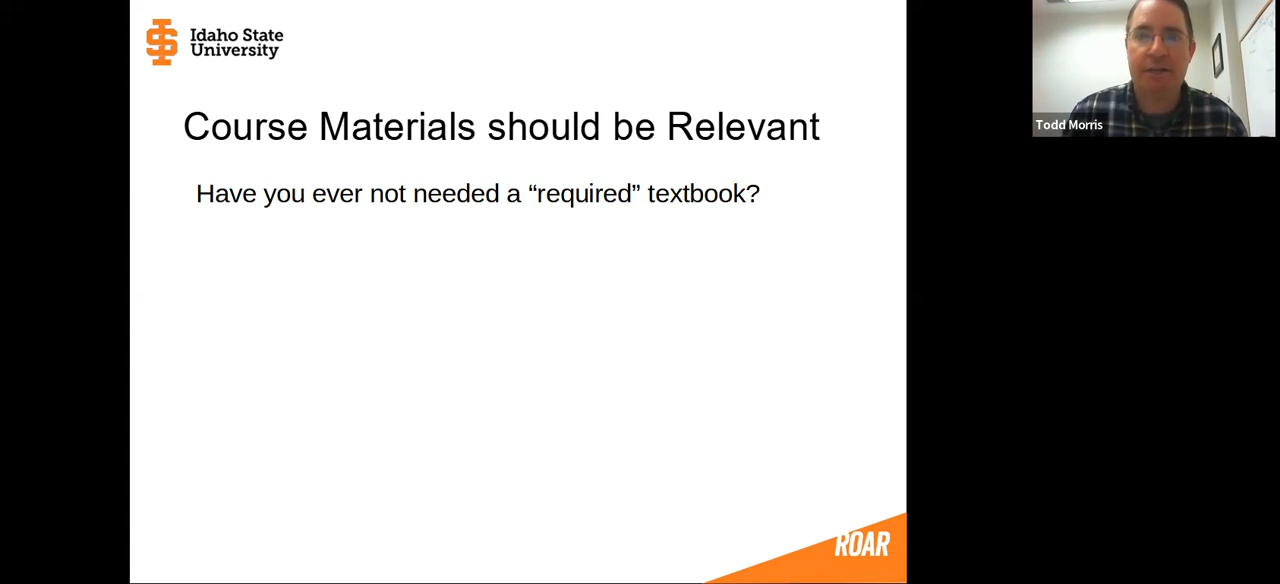 Idaho State
University
Course Materials should be Relevant
Have you ever not needed a “required” textbook?
Todd Morris
ROAR